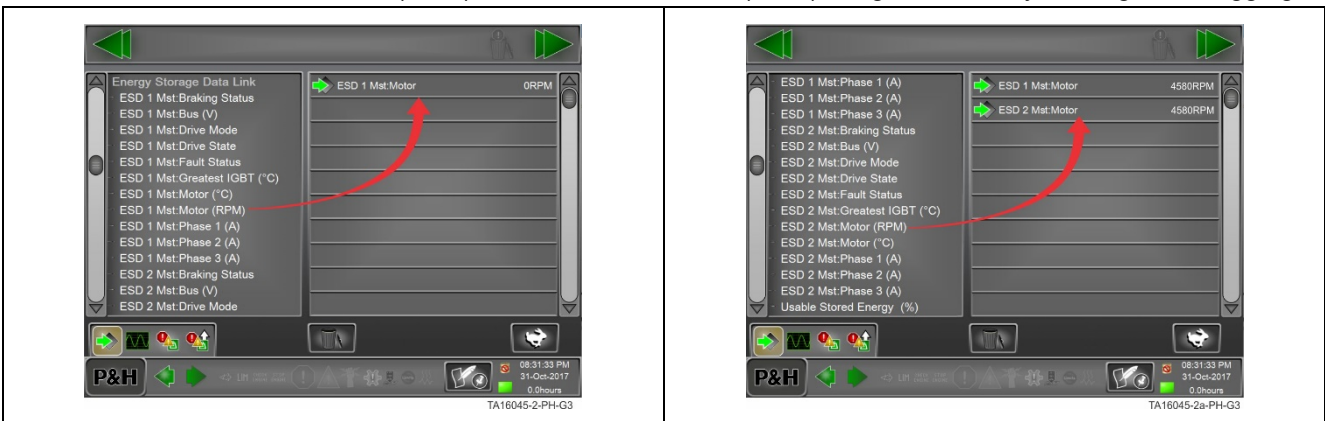 Energy Storage Data Link
ESD 1 Mst:Braking Status
ESD 1 Mst:Bus (V)
ESD 1 Mst:Drive Mode
ESD 1 Mst:Drive State
ESD 1 Mst:Fault Status
ESD 1 Mst:Greatest IGBT (°C)
ESD 1 Mst:Motor (°C)
ESD 1 Mst:Motor (RPM)
ESD 1 Mst:Phase 1 (A)
ESD 1 Mst:Phase 2 (A)
ESD 1 Mst:Phase 3 (A)
ESD 2 Mst:Braking Status
ESD 2 Mst:Bus (V)
ESD 2 Mst:Drive Mode
ESD 1 Mst:Motor 0RPM
P&H
08:31:33 PM
31-Oct-2017
0.0hours
TA16045-2-PH-G3
ESD 1 Mst:Phase 1 (A)
ESD 1 Mst:Phase 2 (A)
ESD 1 Mst:Phase 3 (A)
ESD 2 Mst:Braking Status
ESD 2 Mst:Bus (V)
ESD 2 Mst:Drive Mode
ESD 2 Mst:Drive State
ESD 2 Mst:Fault Status
ESD 2 Mst:Greatest IGBT (°C)
ESD 2 Mst:Motor (RPM)
ESD 2 Mst:Motor (°C)
ESD 2 Mst:Phase 1 (A)
ESD 2 Mst:Phase 2 (A)
ESD 2 Mst:Phase 3 (A)
Usable Stored Energy (%)
ESD 1 Mst:Motor 4580RPM
ESD 2 Mst:Motor 4580RPM
P&H
08:31:33 PM
31-Oct-2017
0.0hours
TA16045-2a-PH-G3